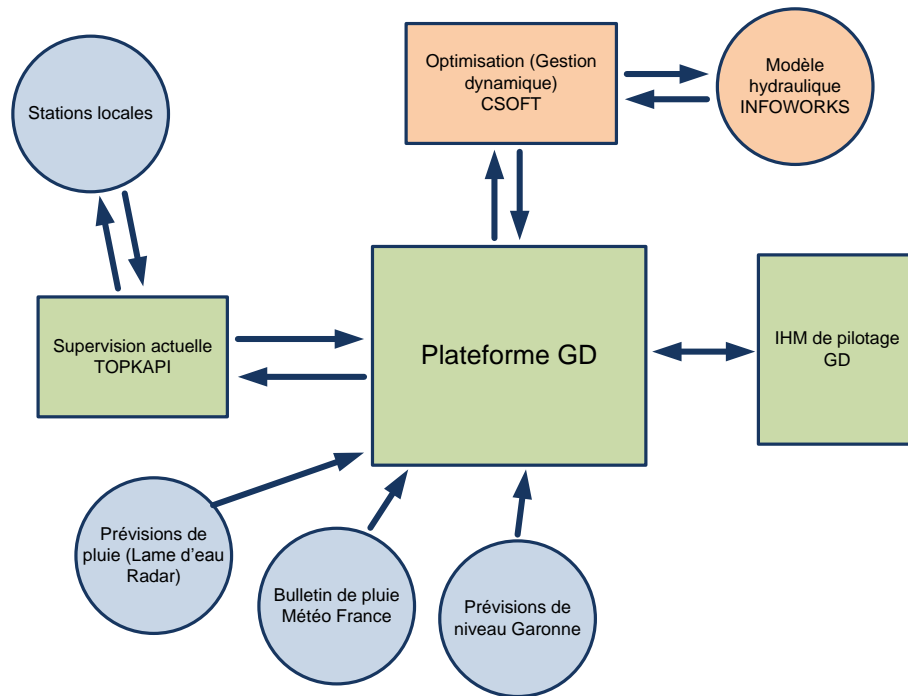 Stations locales
Optimisation (Gestion
dynamique)
CSOFT
Modèle
hydraulique
INFOWORKS
Supervision actuelle
TOPKAPI
Plateforme GD
IHM de pilotage
GD
Prévisions de
pluie (Lame d'eau
Radar)
Bulletin de pluie
Météo France
Prévisions de
niveau Garonne